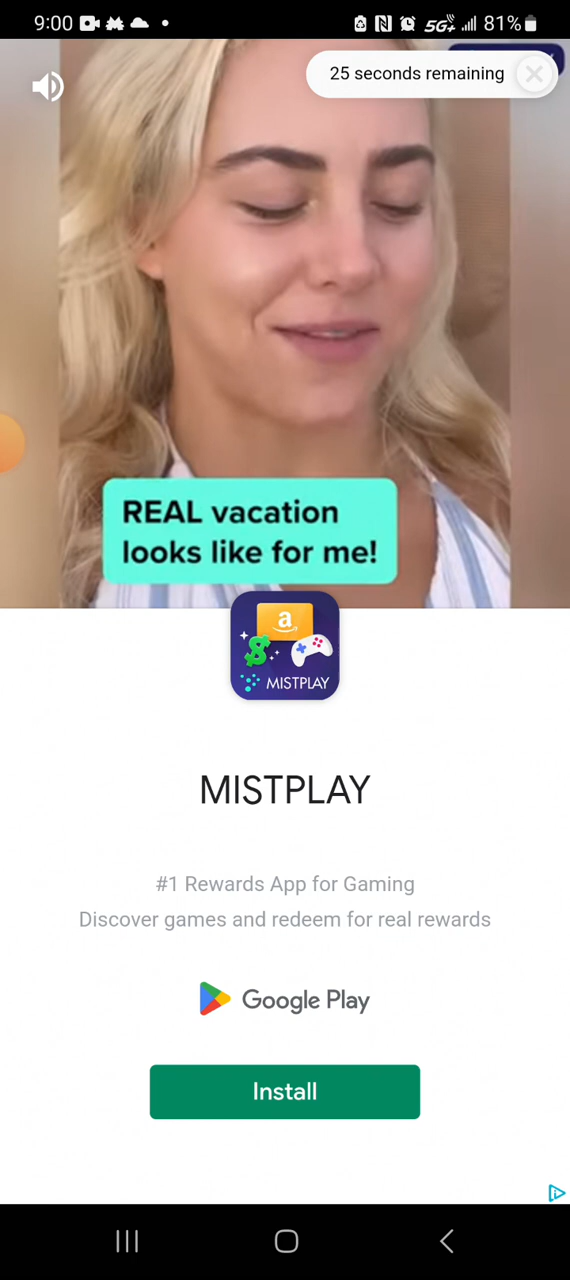 9:00
5G+
81%
25 seconds remaining
REAL vacation
looks like for me!
a
$
MISTPLAY
MISTPLAY
#1 Rewards App for Gaming
Discover games and redeem for real rewards
Google Play
Install